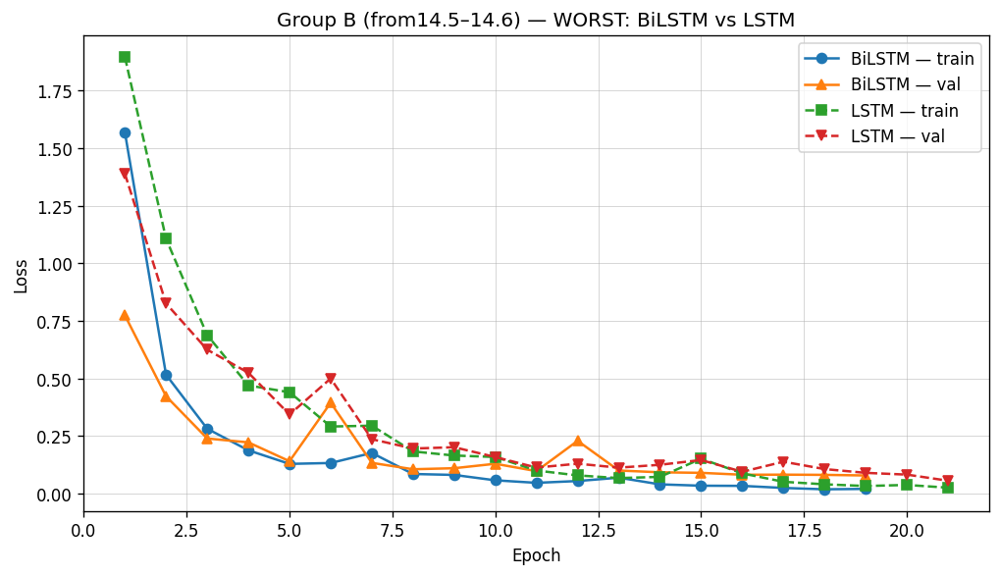 Group B (from14.5–14.6) — WORST: BiLSTM vs LSTM
BiLSTM — train
BiLSTM — val
LSTM — train
LSTM — val
1.75
1.50
1.25
1.00
0.75
0.50
0.25
0.00
Loss
0.0 2.5 5.0 7.5 10.0 12.5 15.0 17.5 20.0
Epoch